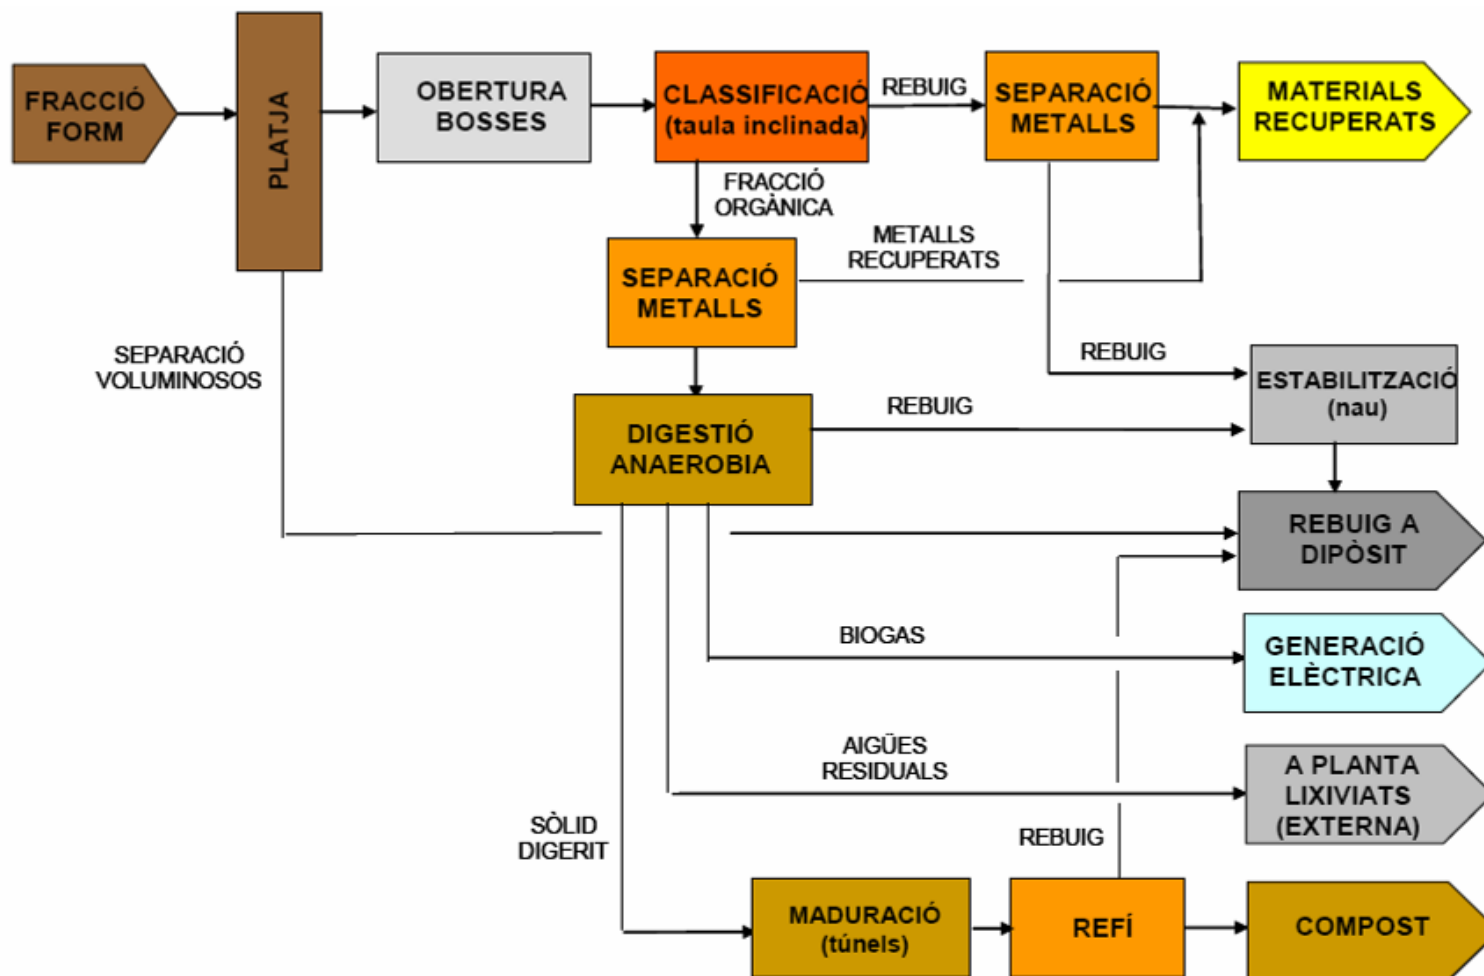 FRACCIÓ
FORM
PLATJA
OBERTURA
BOSSES
CLASSIFICACIÓ
(taula inclinada)
REBUIG
SEPARACIÓ
METALLS
MATERIALS
RECUPERATS
FRACCIÓ
ORGÀNICA
SEPARACIÓ
METALLS
METALLS
RECUPERATS
SEPARACIÓ
VOLUMINOSOS
REBUIG
ESTABILITZACIÓ
(nau)
DIGESTIÓ
ANAEROBIA
REBUIG
REBUIG A
DIPÒSIT
BIOGAS
GENERACIÓ
ELÈCTRICA
AIGÜES
RESIDUALS
A PLANTA
LIXIVIATS
(EXTERNA)
SÒLID
DIGERIT
REBUIG
MADURACIÓ
(túnels)
REFÍ
COMPOST